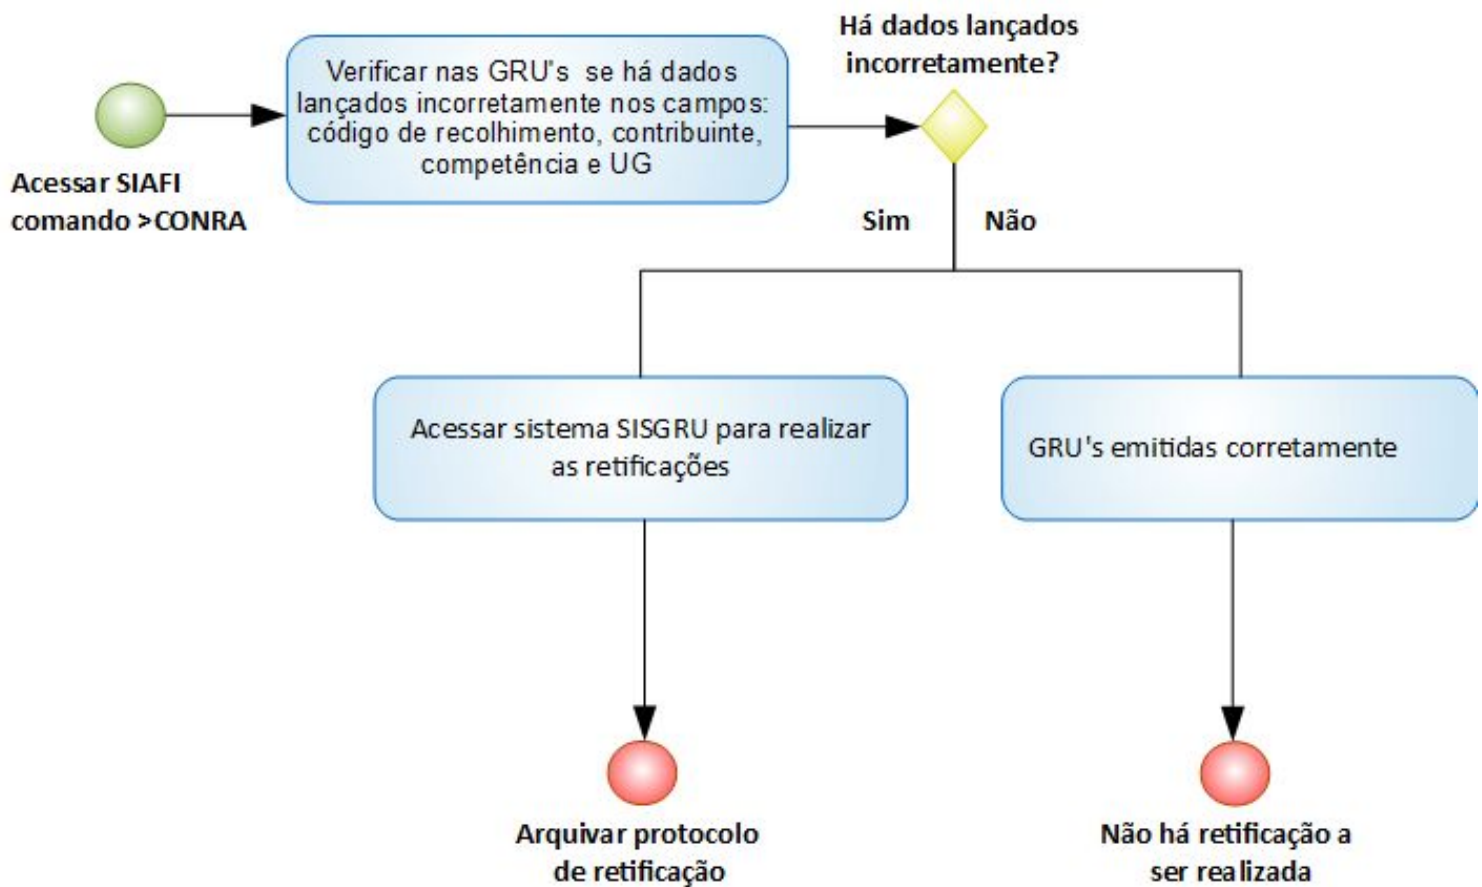 Há dados lançados
incorretamente?
Verificar nas GRU's se há dados
lançados incorretamente nos campos:
código de recolhimento, contribuinte,
competência e UG
Acessar SIAFI
comando >CONRA
Sim
Não
Acessar sistema SISGRU para realizar
as retificações
GRU's emitidas corretamente
Arquivar protocolo
de retificação
Não há retificação a
ser realizada